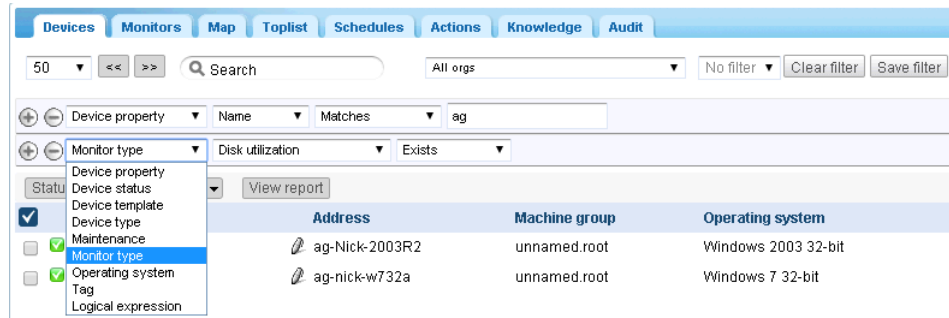 Devices Monitors Map Toplist Schedules Actions Knowledge Audit
50 << >> Search All orgs No filter Clear filter Save filter
Device property Name Matches ag
Monitor type Disk utilization Exists
Device property
Statu Device status View report
Device template
Device type Address Machine group Operating system
Maintenance
ag-Nick-2003R2 unnamed.root Windows 2003 32-bit
Monitor type
Operating system ag-nick-w732a unnamed.root Windows 7 32-bit
Tag
Logical expression